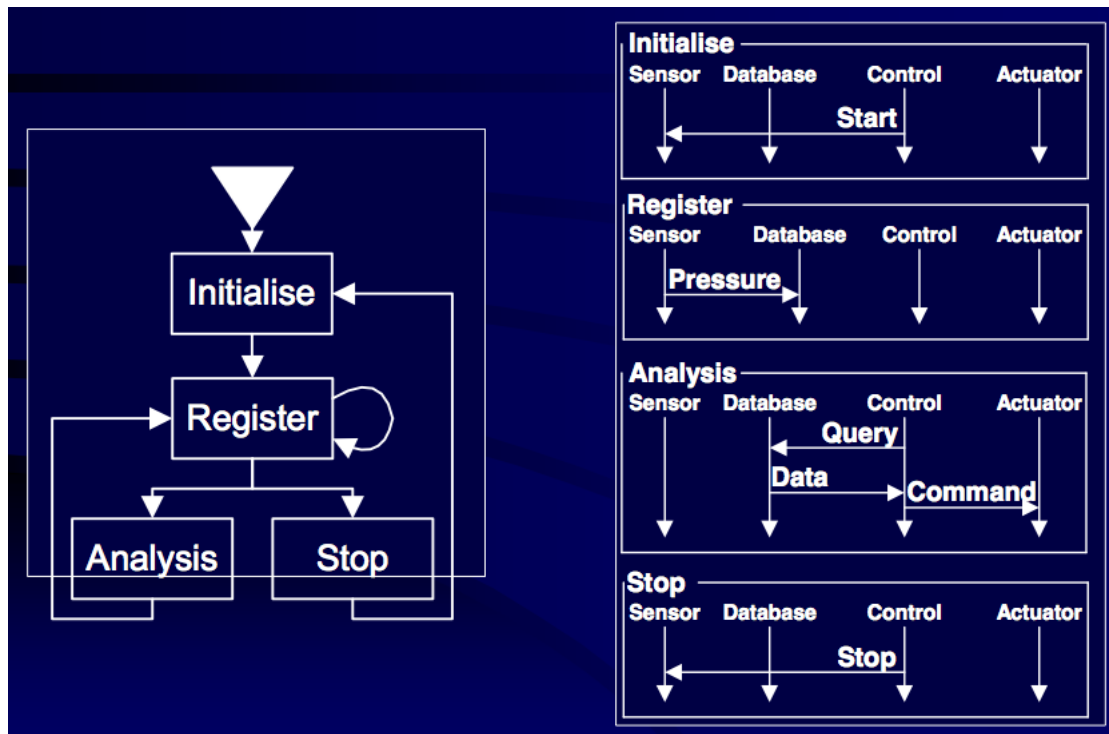 Initialise
Register
Analysis Stop
Initialise
Sensor Database Control Actuator
Start
Register
Sensor Database Control Actuator
Pressure
Analysis
Sensor Database Control Actuator
Query
Data
Command
Stop
Sensor Database Control Actuator
Stop